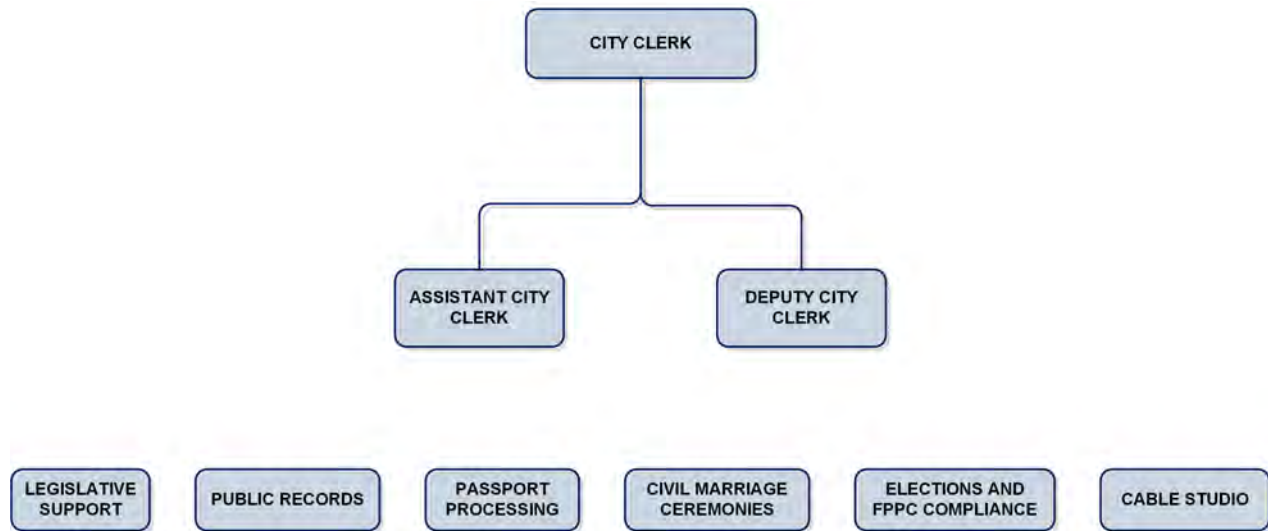 CITY CLERK
ASSISTANT CITY
CLERK
DEPUTY CITY
CLERK
LEGISLATIVE
SUPPORT
PUBLIC RECORDS
PASSPORT
PROCESSING
CIVIL MARRIAGE
CEREMONIES
ELECTIONS AND
FPPC COMPLIANCE
CABLE STUDIO